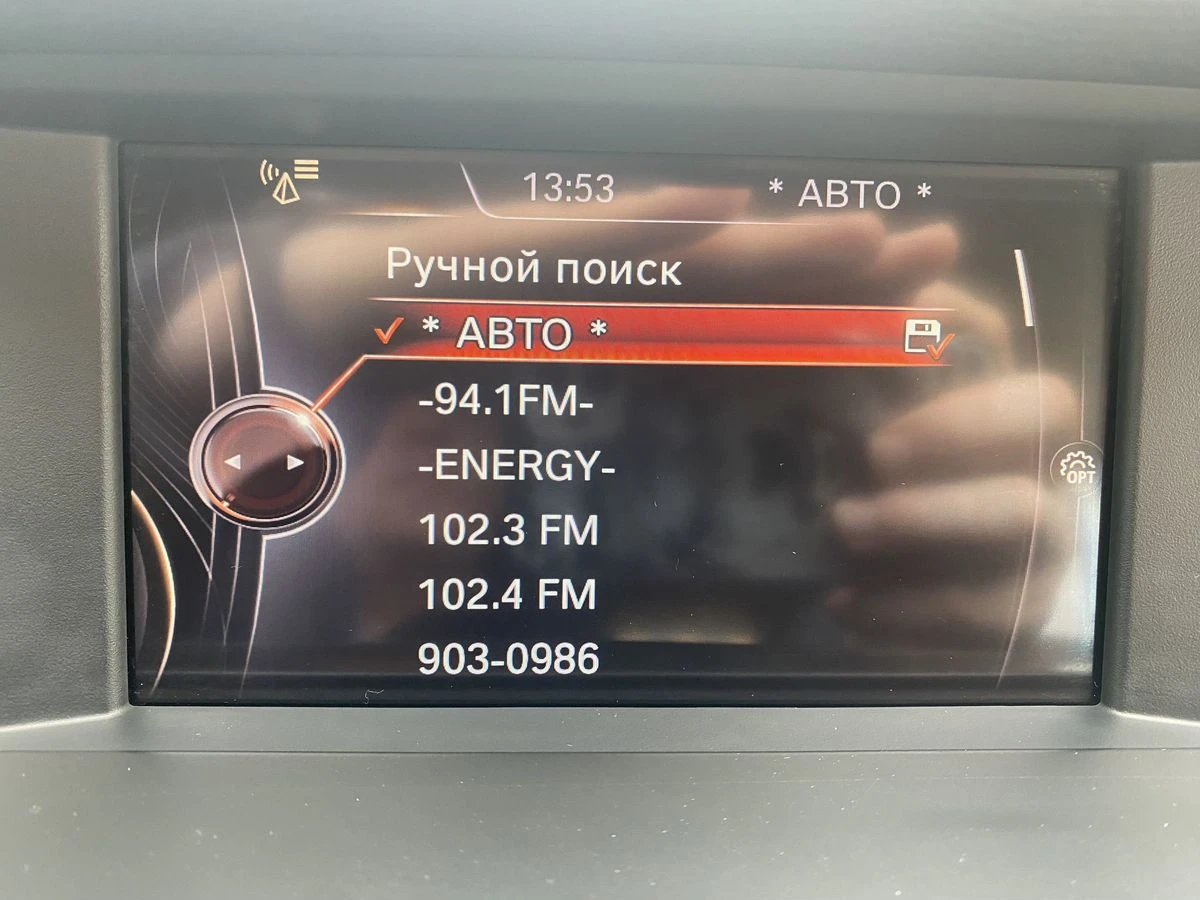 13:53
* АВТО *
Ручной поиск
* АВТО *
-94.1FM-
-ENERGY-
102.3 FM
102.4 FM
903-0986
OPT